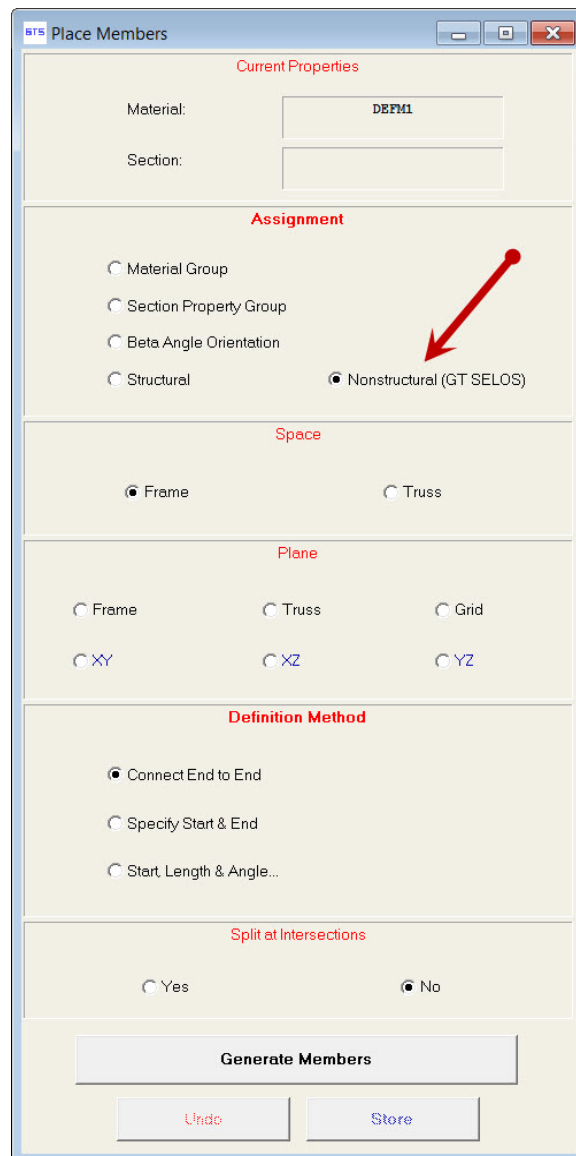 GTS Place Members
Current Properties
Material: DEFM1
Section:
Assignment
Material Group
Section Property Group
Beta Angle Orientation
Structural Nonstructural (GT SELOS)
Space
Frame Truss
Plane
Frame Truss Grid
XY XZ YZ
Definition Method
Connect End to End
Specify Start & End
Start, Length & Angle...
Split at Intersections
Yes No
Generate Members
Undo Store